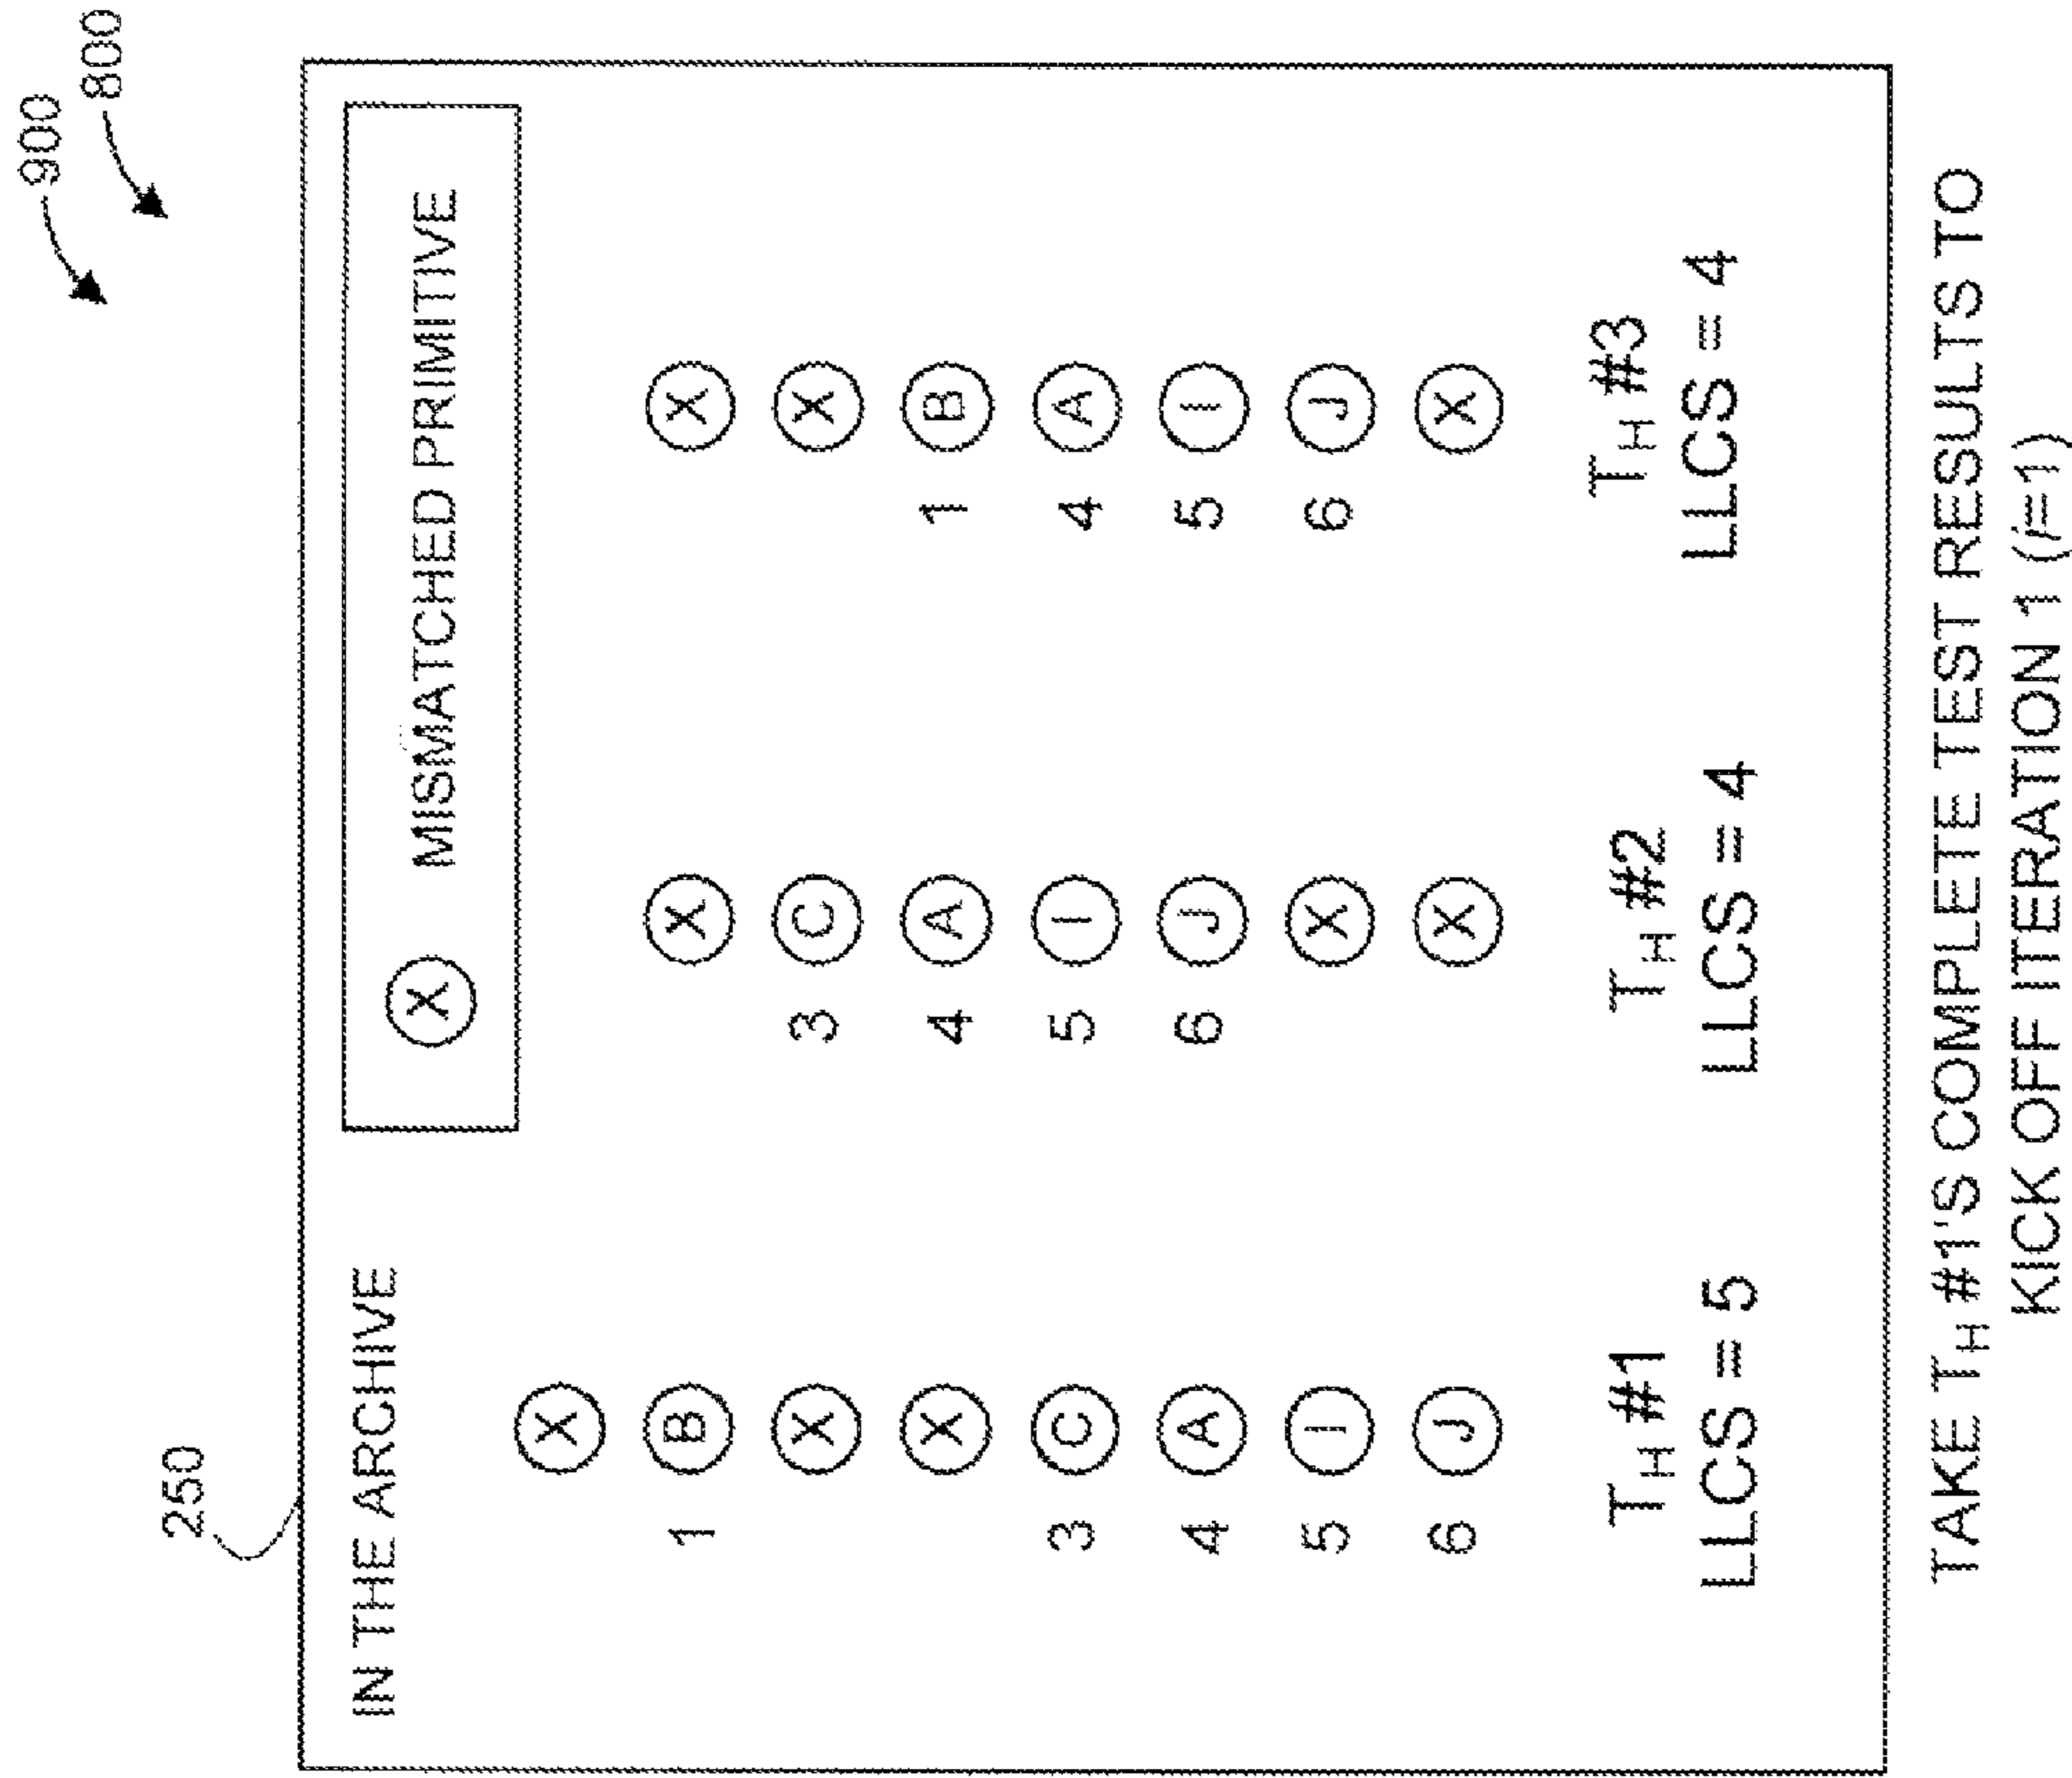 900
800
250
IN THE ARCHIVE
X MISMATCHED PRIMITIVE
X
1 B X X
X 3 C X
X 4 A 1 B
3 C 5 I 4 A
4 A 6 J 5 I
5 I X 6 J
6 J X X
TH #1 TH #2 TH #3
LLCS = 5 LLCS = 4 LLCS = 4
TAKE TH #1'S COMPLETE TEST RESULTS TO
KICK OFF ITERATION 1 (i=1)